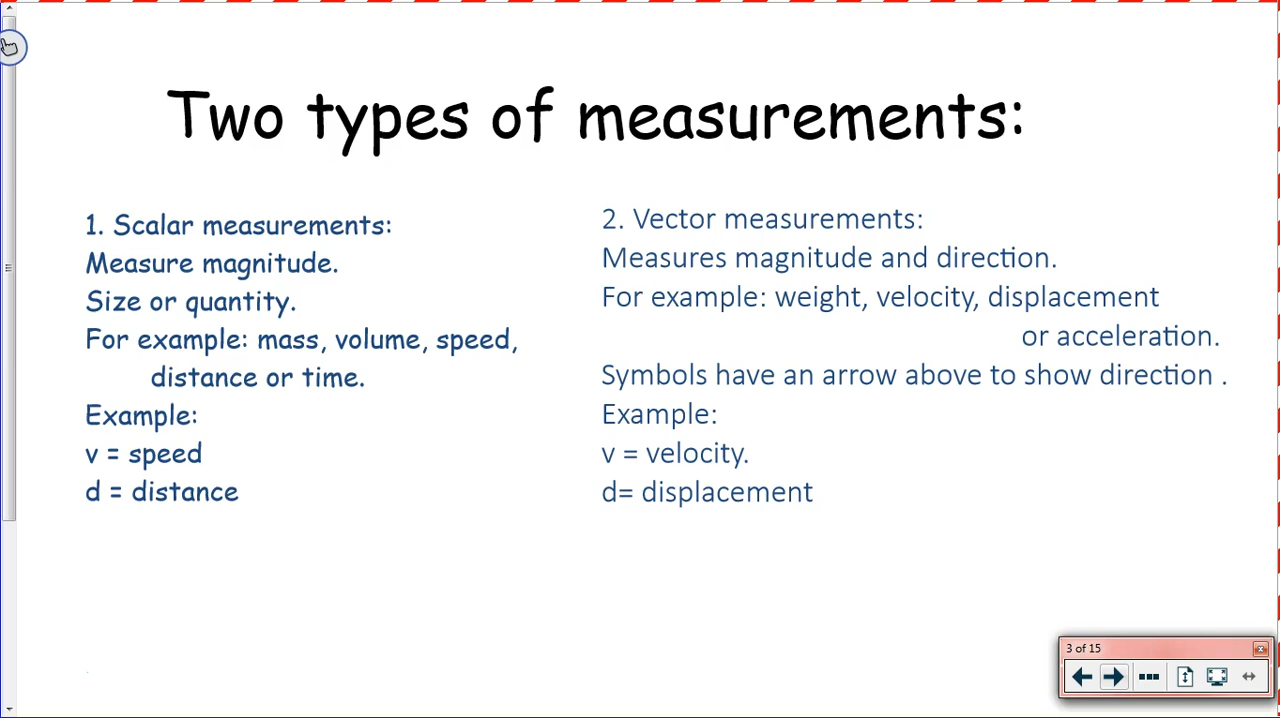 Two types of measurements:
1. Scalar measurements:
Measure magnitude.
Size or quantity.
For example: mass, volume, speed,
distance or time.
Example:
v = speed
d = distance
2. Vector measurements:
Measures magnitude and direction.
For example: weight, velocity, displacement
or acceleration.
Symbols have an arrow above to show direction .
Example:
v = velocity.
d= displacement
3 of 15